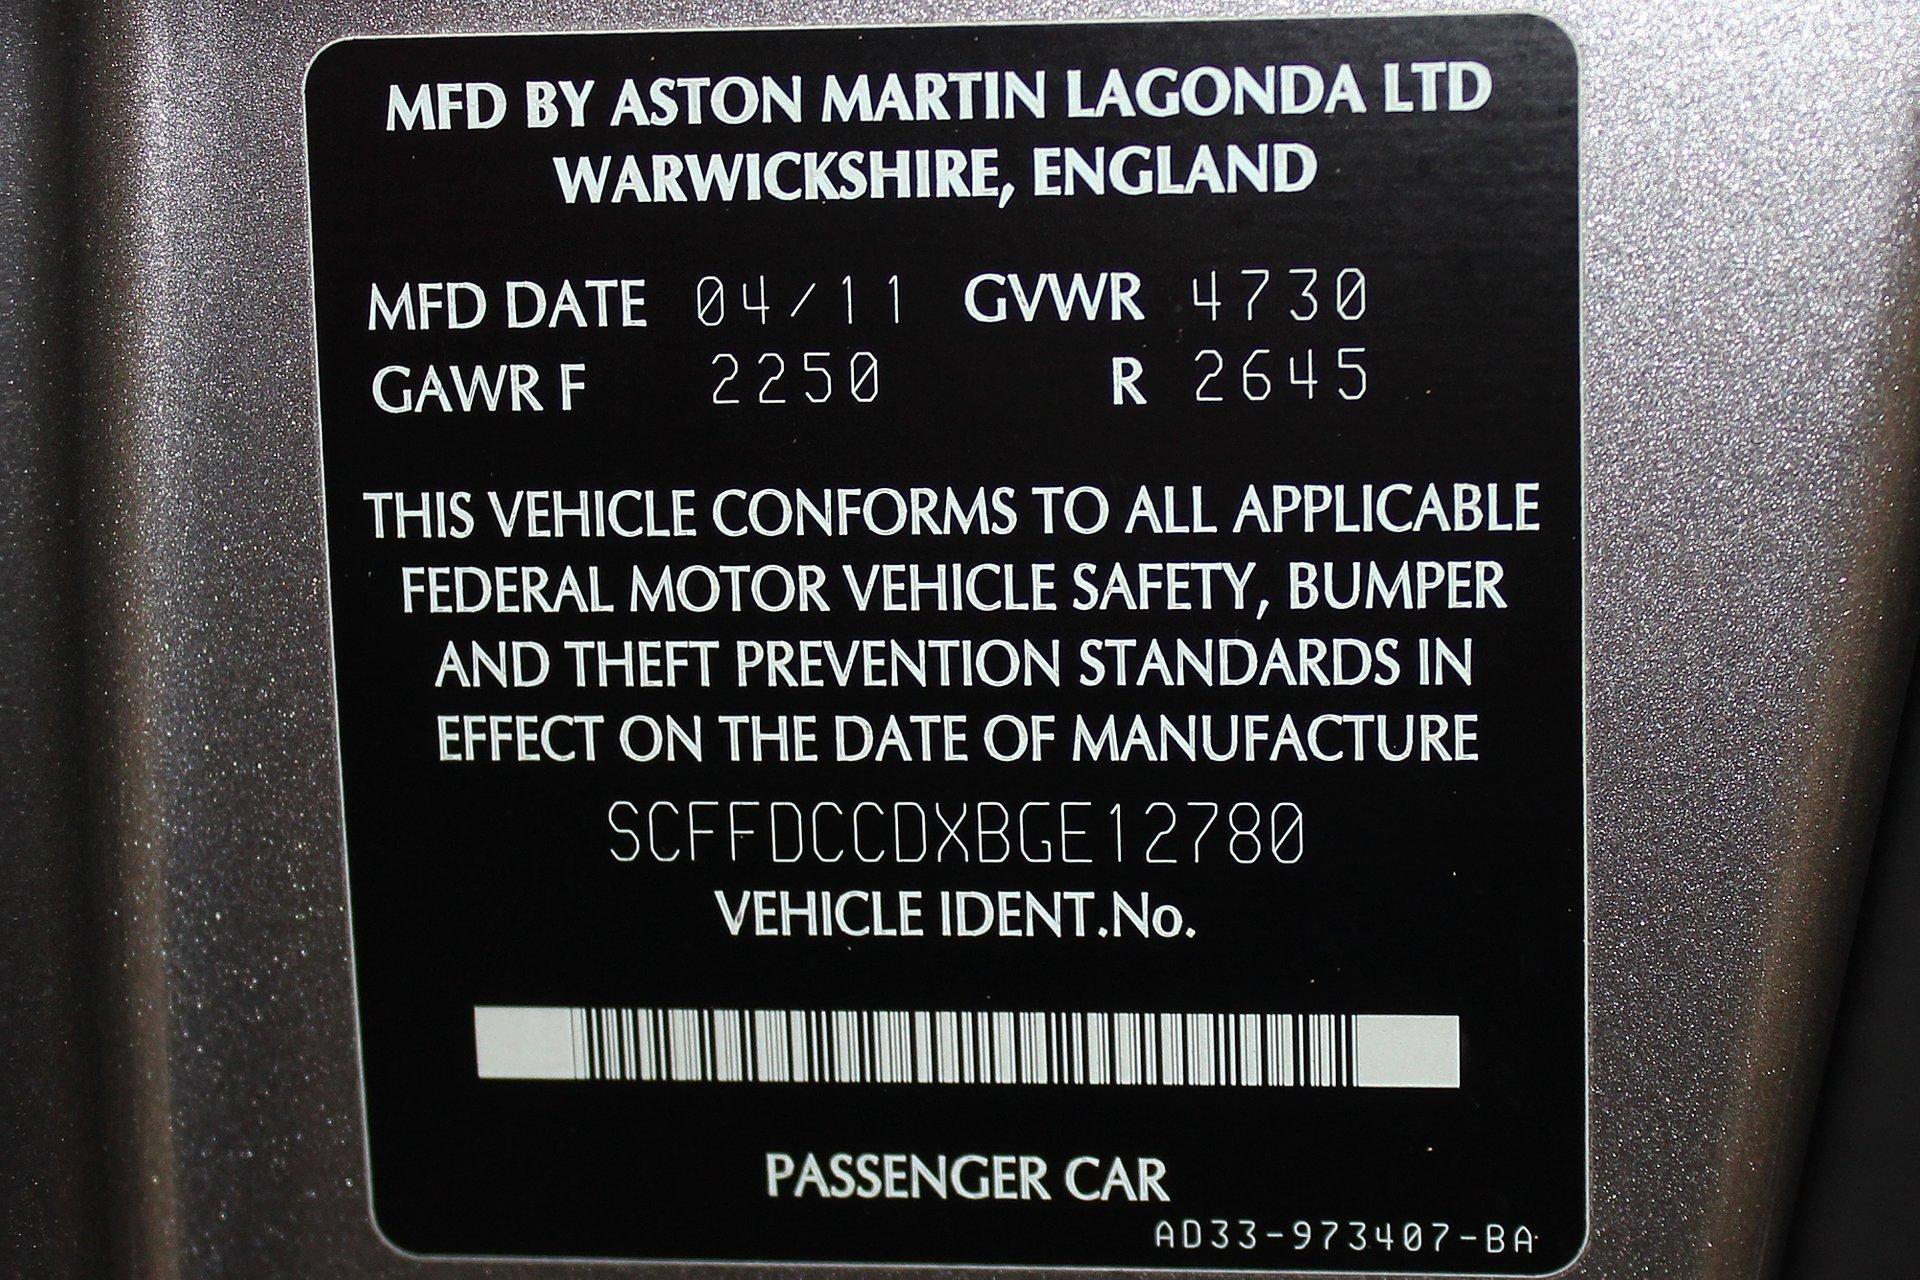 MFD BY ASTON MARTIN LAGONDA LTD
WARWICKSHIRE, ENGLAND
MFD DATE 04/11 GVWR 4730
GAWR F 2250 R 2645
THIS VEHICLE CONFORMS TO ALL APPLICABLE
FEDERAL MOTOR VEHICLE SAFETY, BUMPER
AND THEFT PREVENTION STANDARDS IN
EFFECT ON THE DATE OF MANUFACTURE
SCFFDCCDXBGE12780
VEHICLE IDENT.No.
PASSENGER CAR
AD33-973407-BA